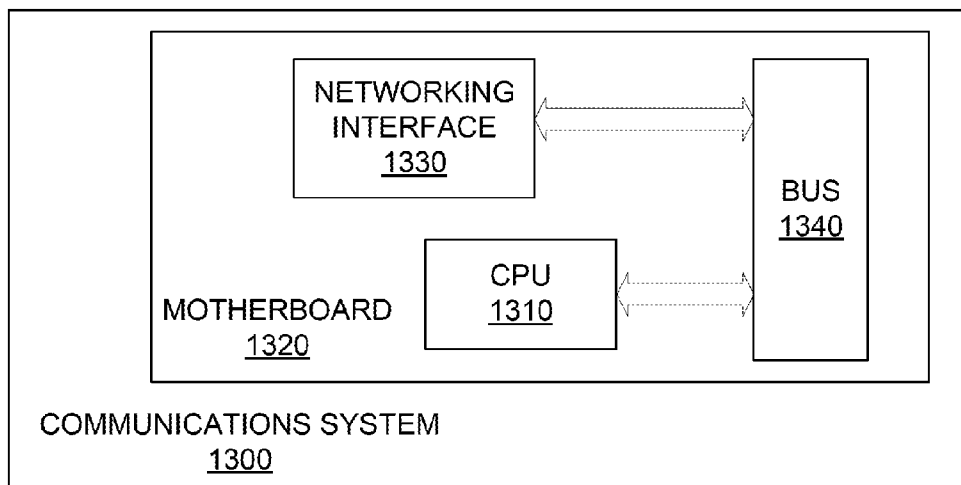 NETWORKING
INTERFACE
1330
BUS
1340
CPU
1310
MOTHERBOARD
1320
COMMUNICATIONS SYSTEM
1300